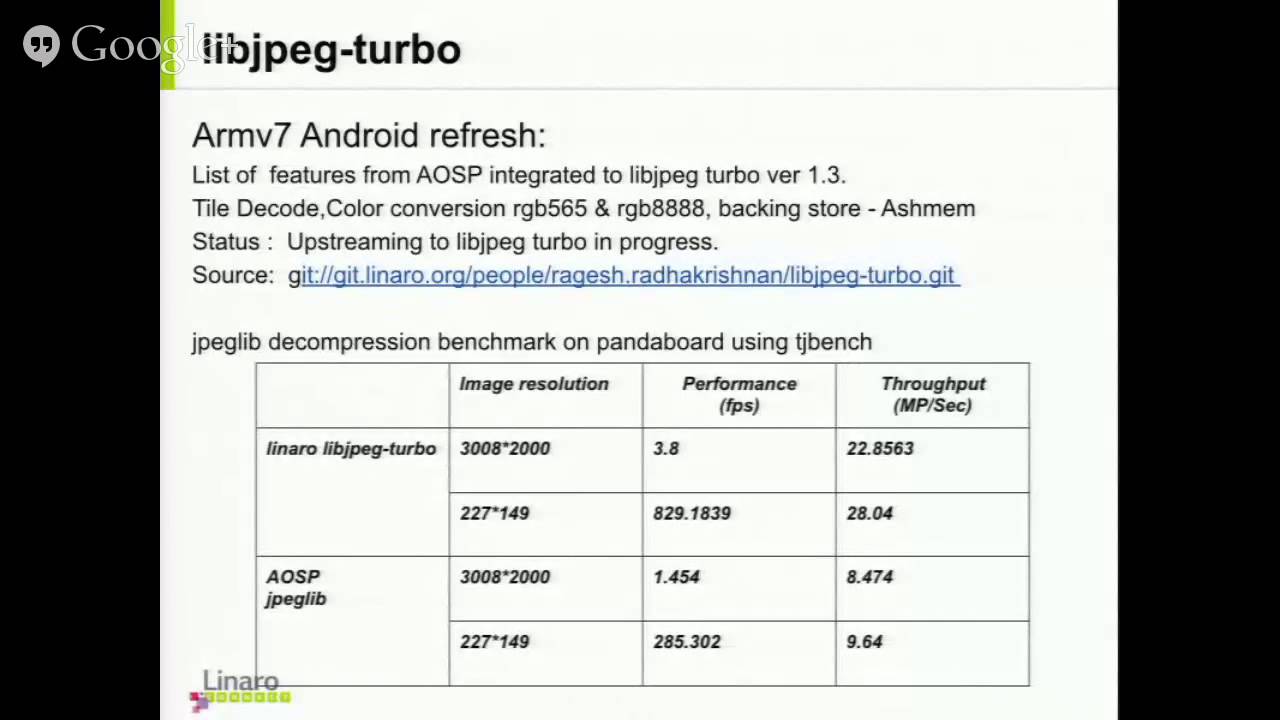 Google+
libjpeg-turbo
Armv7 Android refresh:
List of features from AOSP integrated to libjpeg turbo ver 1.3.
Tile Decode,Color conversion rgb565 & rgb8888, backing store - Ashmem
Status : Upstreaming to libjpeg turbo in progress.
Source: git://git.linaro.org/people/ragesh.radhakrishnan/libjpeg-turbo.git
jpeglib decompression benchmark on pandaboard using tjbench
Image resolution Performance (fps) Throughput (MP/Sec)
linaro libjpeg-turbo 3008*2000 3.8 22.8563
227*149 829.1839 28.04
AOSP jpeglib 3008*2000 1.454 8.474
227*149 285.302 9.64
Linaro
CONNECT